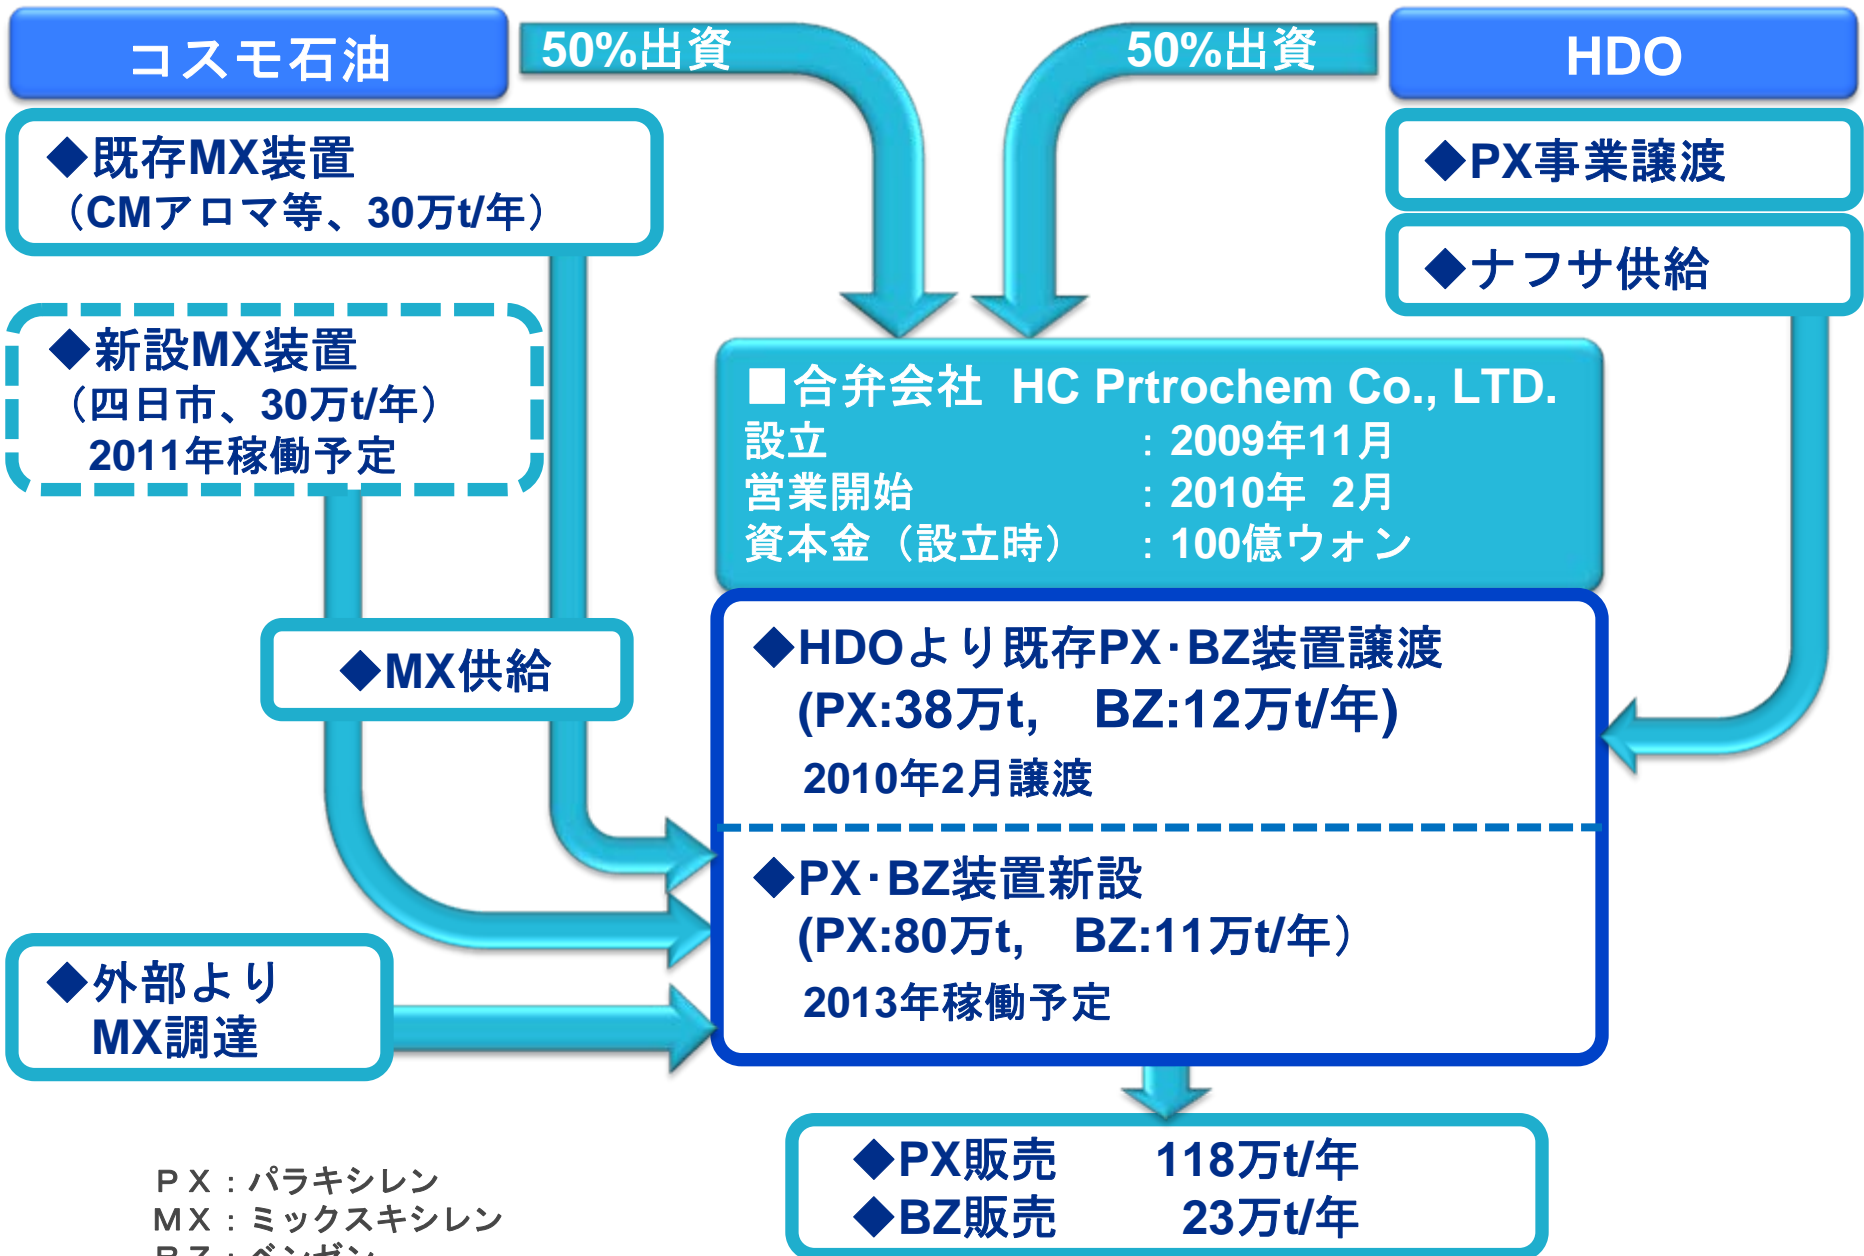 コスモ石油
50%出資
50%出資
HDO
◆既存MX装置
（CMアロマ等、30万t/年）
◆PX事業譲渡
◆ナフサ供給
◆新設MX装置
（四日市、30万t/年）
2011年稼働予定
■合弁会社 HC Prtrochem Co., LTD.
設立 ：2009年11月
営業開始 ：2010年 2月
資本金（設立時） ：100億ウォン
◆MX供給
◆HDOより既存PX・BZ装置譲渡
(PX:38万t, BZ:12万t/年)
2010年2月譲渡
◆PX・BZ装置新設
(PX:80万t, BZ:11万t/年）
2013年稼働予定
◆外部より
MX調達
◆PX販売 118万t/年
◆BZ販売 23万t/年
ＰＸ：パラキシレン
ＭＸ：ミックスキシレン
ＢＺ：ベンゼン